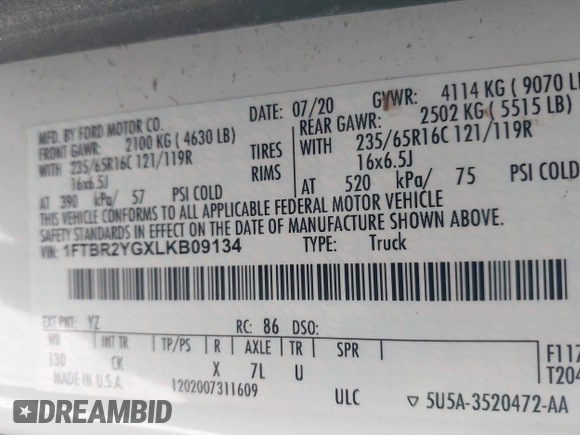 MFD. BY FORD MOTOR CO.
DATE: 07/20 GVWR: 4114 KG ( 9070 L
FRONT GAWR: 2100 KG ( 4630 LB)
REAR GAWR: 2502 KG ( 5515 LB)
WITH 235/65R16C 121/119R TIRES
WITH 235/65R16C 121/119R
16x6.5J RIMS
16x6.5J
AT 390 kPa/ 57 PSI COLD
AT 520 kPa/ 75 PSI COLD
THIS VEHICLE CONFORMS TO ALL APPLICABLE FEDERAL MOTOR VEHICLE
SAFETY STANDARDS IN EFFECT ON THE DATE OF MANUFACTURE SHOWN ABOVE.
VIN: 1FTBR2YGXLKB09134 TYPE: Truck
EXT PNT: YZ RC: 86 DSO:
WB INT TR TP/PS R AXLE TR SPR
130 CK X 7L U
F117
T204
MADE IN U.S.A. 1202007311609 ULC ▽ 5U5A-3520472-AA
DREAMBID